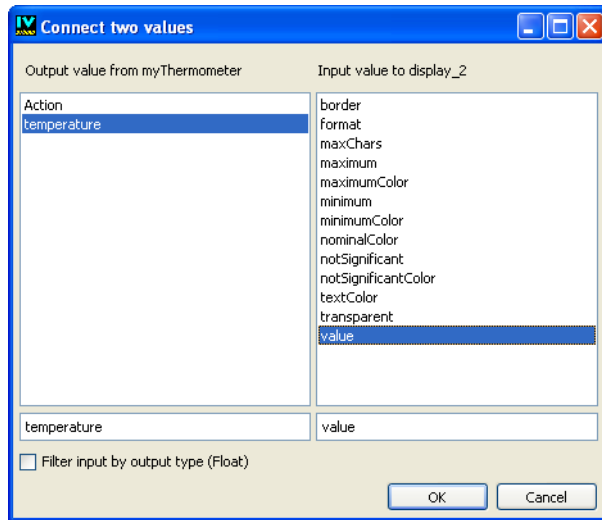 IV
Connect two values
Output value from myThermometer
Input value to display_2
Action
temperature
border
format
maxChars
maximum
maximumColor
minimum
minimumColor
nominalColor
notSignificant
notSignificantColor
textColor
transparent
value
temperature
value
Filter input by output type (Float)
OK
Cancel